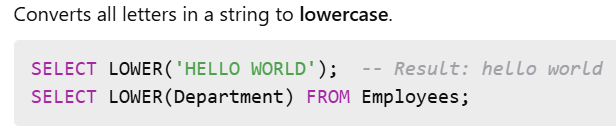 Converts all letters in a string to lowercase.
SELECT LOWER('HELLO WORLD');  -- Result: hello world
SELECT LOWER(Department) FROM Employees;